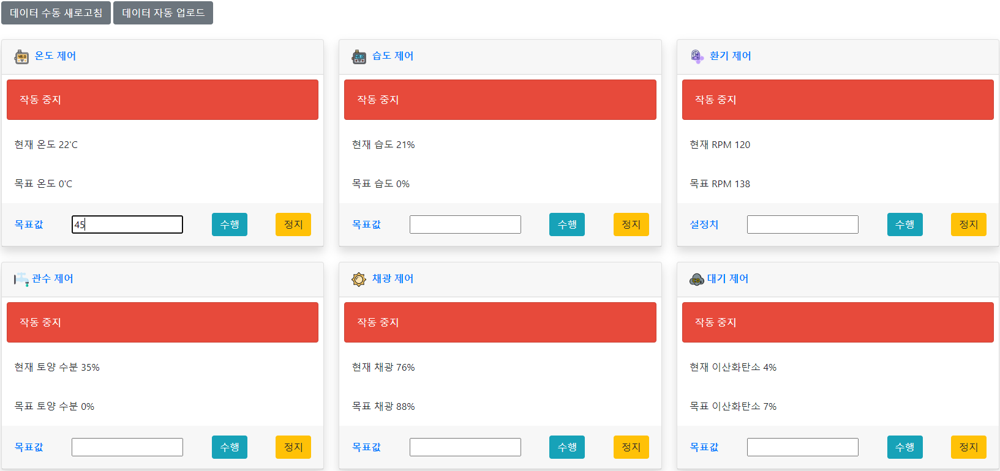 데이터 수동 새로고침 데이터 자동 업로드
온도 제어
작동 중지
현재 온도 22'C
목표 온도 0'C
목표값 45 수행 정지
습도 제어
작동 중지
현재 습도 21%
목표 습도 0%
목표값 수행 정지
환기 제어
작동 중지
현재 RPM 120
목표 RPM 138
설정치 수행 정지
관수 제어
작동 중지
현재 토양 수분 35%
목표 토양 수분 0%
목표값 수행 정지
채광 제어
작동 중지
현재 채광 76%
목표 채광 88%
목표값 수행 정지
대기 제어
작동 중지
현재 이산화탄소 4%
목표 이산화탄소 7%
목표값 수행 정지